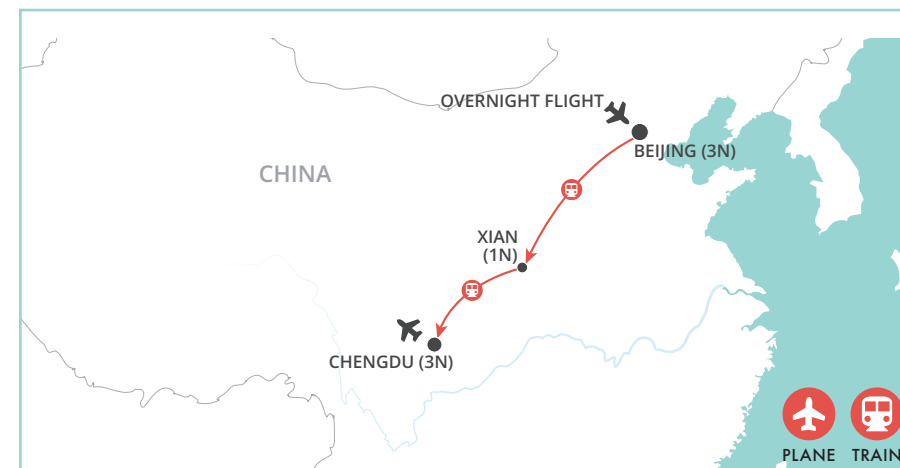 OVERNIGHT FLIGHT
BEIJING (3N)
CHINA
XIAN
(1N)
CHENGDU (3N)
PLANE
TRAIN